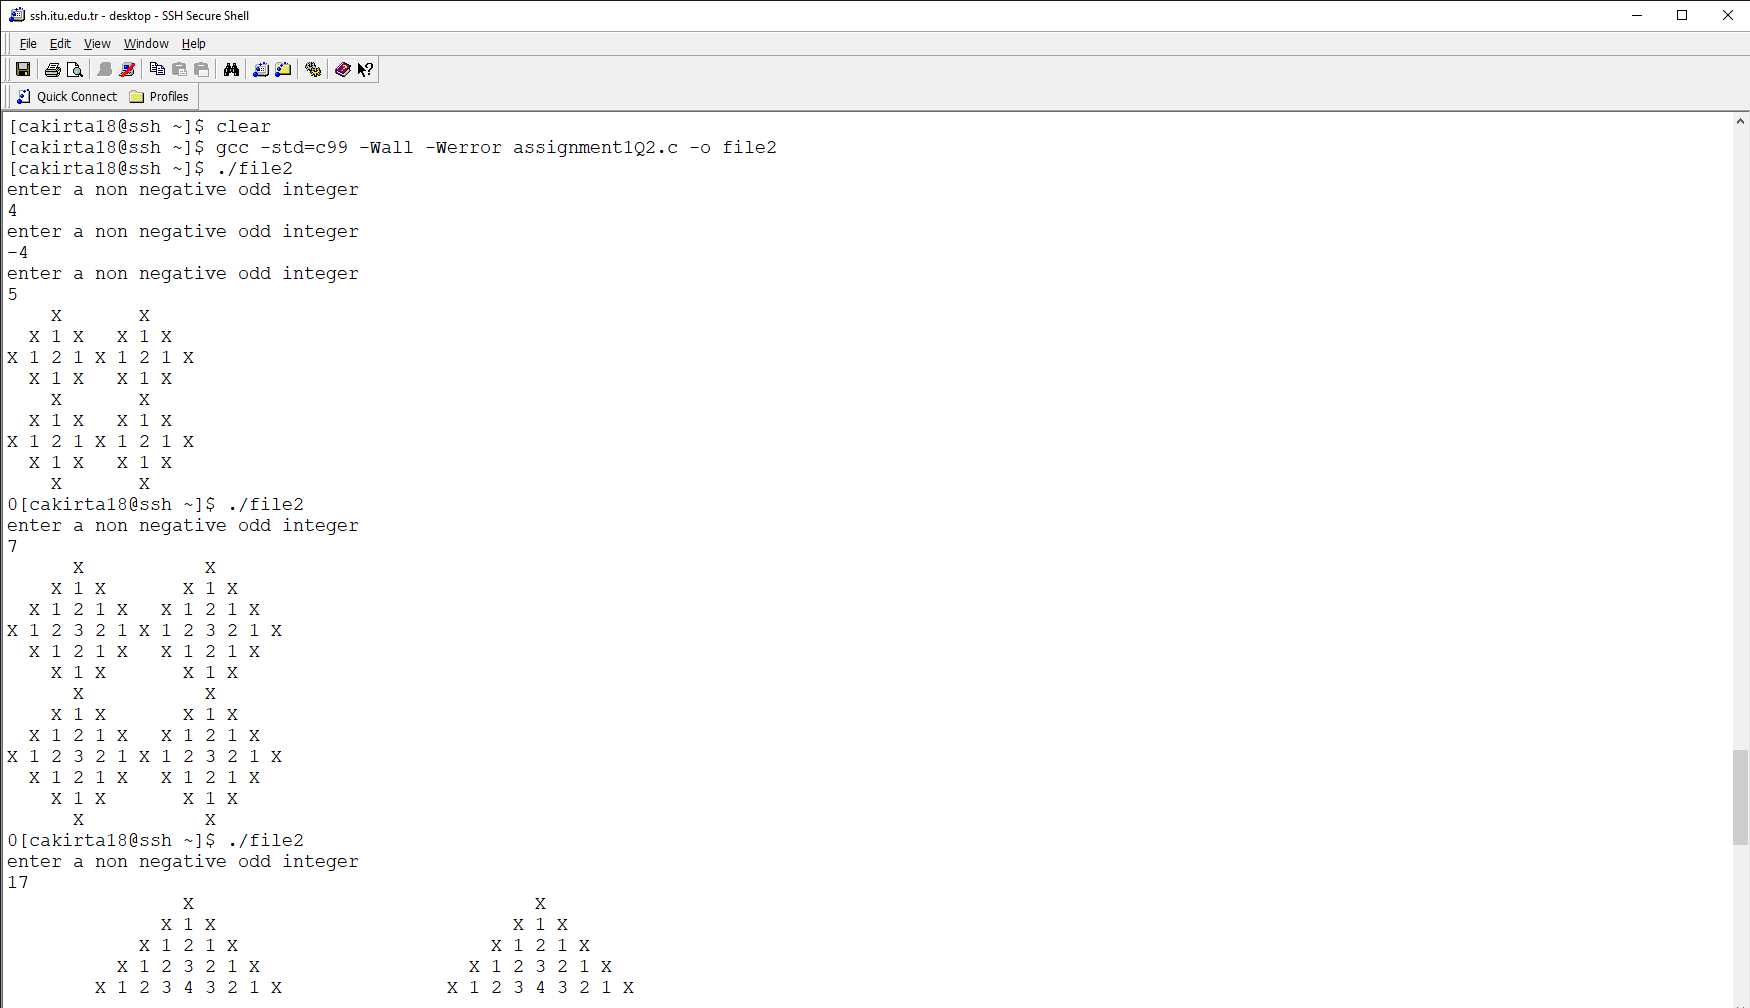 ssh.itu.edu.tr - desktop - SSH Secure Shell
File Edit View Window Help
Quick Connect Profiles
[cakirta18@ssh ~]$ clear
[cakirta18@ssh ~]$ gcc -std=c99 -Wall -Werror assignment1Q2.c -o file2
[cakirta18@ssh ~]$ ./file2
enter a non negative odd integer
4
enter a non negative odd integer
-4
enter a non negative odd integer
5
    X       X
  X 1 X   X 1 X
X 1 2 1 X 1 2 1 X
  X 1 X   X 1 X
    X       X
  X 1 X   X 1 X
X 1 2 1 X 1 2 1 X
  X 1 X   X 1 X
    X       X
0[cakirta18@ssh ~]$ ./file2
enter a non negative odd integer
7
      X           X
    X 1 X       X 1 X
  X 1 2 1 X   X 1 2 1 X
X 1 2 3 2 1 X 1 2 3 2 1 X
  X 1 2 1 X   X 1 2 1 X
    X 1 X       X 1 X
      X           X
    X 1 X       X 1 X
  X 1 2 1 X   X 1 2 1 X
X 1 2 3 2 1 X 1 2 3 2 1 X
  X 1 2 1 X   X 1 2 1 X
    X 1 X       X 1 X
      X           X
0[cakirta18@ssh ~]$ ./file2
enter a non negative odd integer
17
                X                               X
              X 1 X                           X 1 X
            X 1 2 1 X                       X 1 2 1 X
          X 1 2 3 2 1 X                   X 1 2 3 2 1 X
        X 1 2 3 4 3 2 1 X               X 1 2 3 4 3 2 1 X